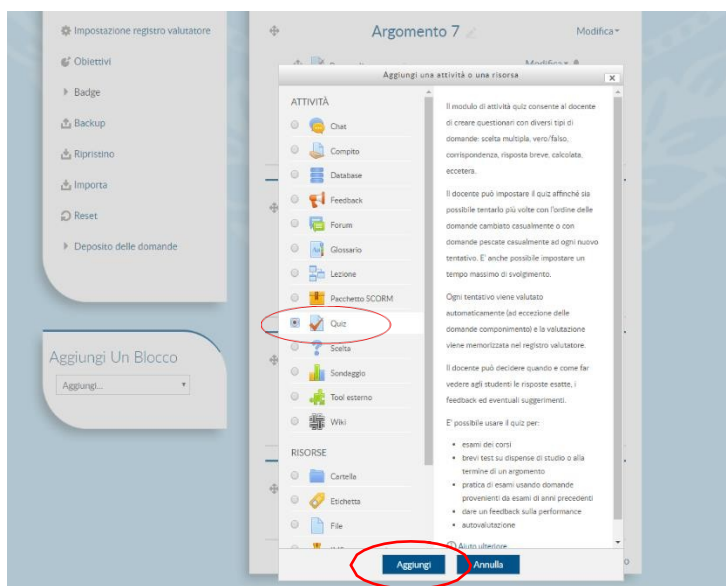 Impostazione registro valutatore
Obiettivi
Badge
Backup
Ripristino
Importa
Reset
Deposito delle domande
Aggiungi Un Blocco
Aggiungi...
Argomento 7
Modifica
Modifica
Aggiungi una attività o una risorsa
x
ATTIVITÀ
Chat
Compito
Database
Feedback
Forum
Glossario
Lezione
Pacchetto SCORM
Quiz
Scelta
Sondaggio
Tool esterno
Wiki
RISORSE
Cartella
Etichetta
File
Il modulo di attività quiz consente al docente
di creare questionari con diversi tipi di
domande: scelta multipla, vero/falso,
corrispondenza, risposta breve, calcolata,
eccetera.
Il docente può impostare il quiz affinché sia
possibile tentarlo più volte con l'ordine delle
domande cambiato casualmente o con
domande pescate casualmente ad ogni nuovo
tentativo. E' anche possibile impostare un
tempo massimo di svolgimento.
Ogni tentativo viene valutato
automaticamente (ad eccezione delle
domande componimento) e la valutazione
viene memorizzata nel registro valutatore.
Il docente può decidere quando e come far
vedere agli studenti le risposte esatte, i
feedback ed eventuali suggerimenti.
E' possibile usare il quiz per:
• esami dei corsi
• brevi test su dispense di studio o alla
termine di un argomento
• pratica di esami usando domande
provenienti da esami di anni precedenti
• dare un feedback sulla performance
• autovalutazione
Aiuto ulteriore
Aggiungi
Annulla